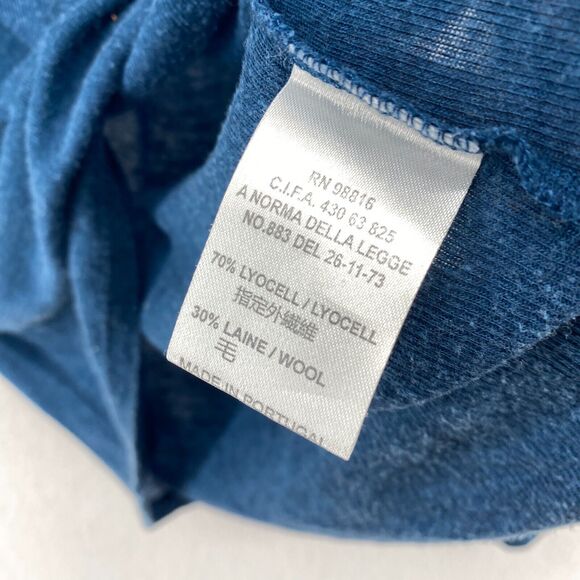 RN 98816
C.I.F.A. 430 63 825
A NORMA DELLA LEGGE
NO.883 DEL 26-11-73
70% LYOCELL / LYOCELL
指定外繊維
30% LAINE / WOOL
毛
MADE IN PORTUGAL